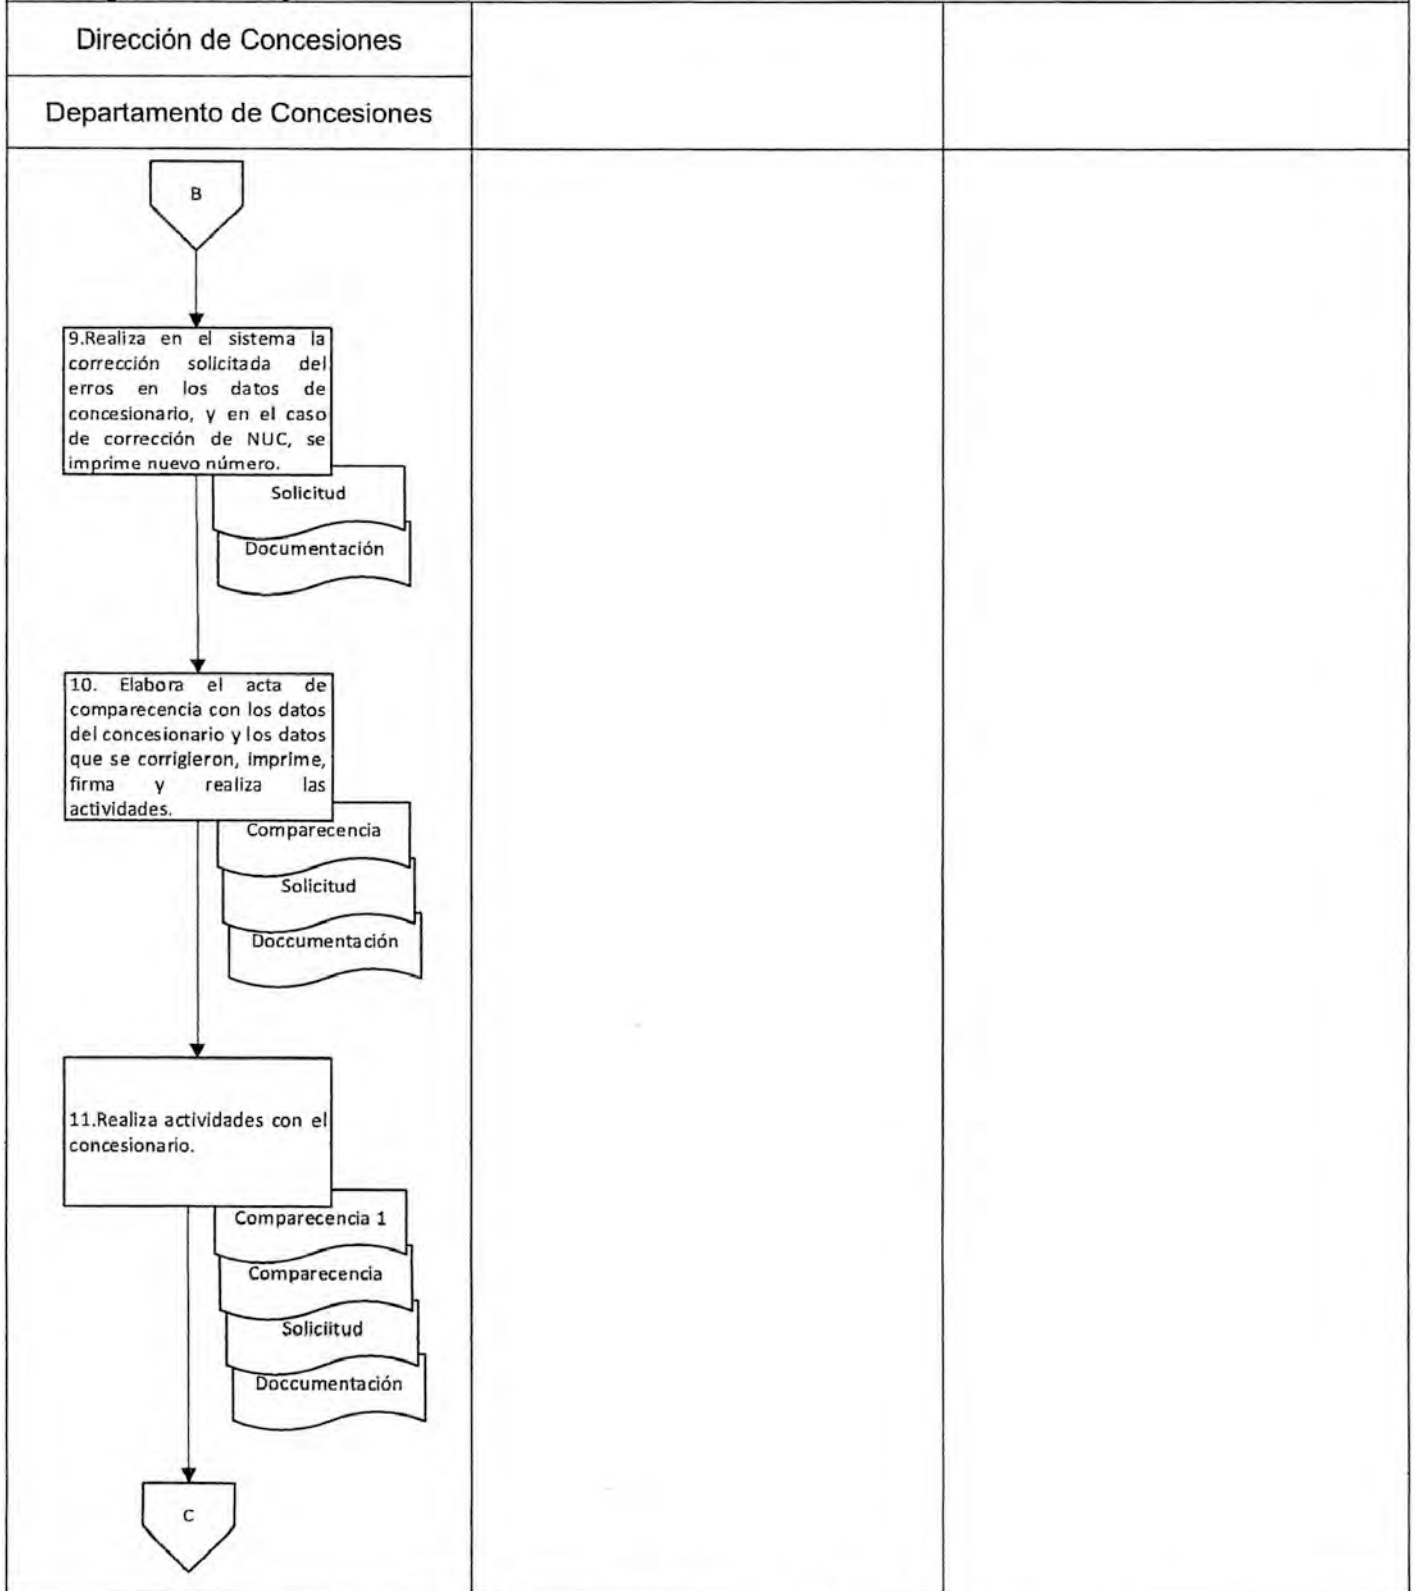 Dirección de Concesiones
Departamento de Concesiones
B
9.Realiza en el sistema la
corrección solicitada del
erros en los datos de
concesionario, y en el caso
de corrección de NUC, se
imprime nuevo número.
Solicitud
Documentación
10. Elabora el acta de
comparecencia con los datos
del concesionario y los datos
que se corrigieron, imprime,
firma y realiza las
actividades.
Comparecencia
Solicitud
Doccumentación
11.Realiza actividades con el
concesionario.
Comparecencia 1
Comparecencia
Soliciitud
Doccumentación
C